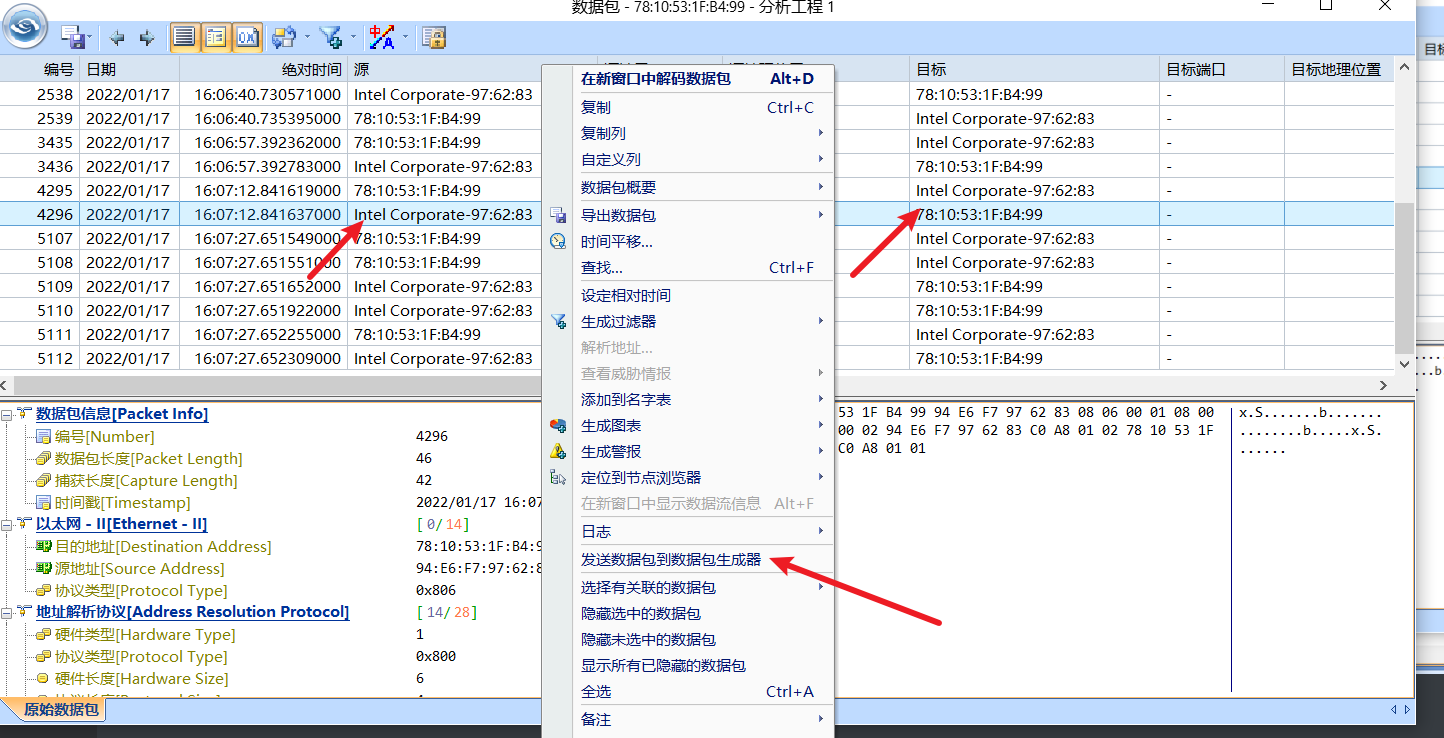 数据包 - 78:10:53:1F:B4:99 - 分析工程 1
编号 日期 绝对时间 源 目标 目标端口 目标地理位置
2538 2022/01/17 16:06:40.730571000 Intel Corporate-97:62:83 78:10:53:1F:B4:99 -
2539 2022/01/17 16:06:40.735395000 78:10:53:1F:B4:99 Intel Corporate-97:62:83 -
3435 2022/01/17 16:06:57.392362000 78:10:53:1F:B4:99 Intel Corporate-97:62:83 -
3436 2022/01/17 16:06:57.392783000 Intel Corporate-97:62:83 78:10:53:1F:B4:99 -
4295 2022/01/17 16:07:12.841619000 78:10:53:1F:B4:99 Intel Corporate-97:62:83 -
4296 2022/01/17 16:07:12.841637000 Intel Corporate-97:62:83 78:10:53:1F:B4:99 -
5107 2022/01/17 16:07:27.651549000 78:10:53:1F:B4:99 Intel Corporate-97:62:83 -
5108 2022/01/17 16:07:27.651551000 78:10:53:1F:B4:99 Intel Corporate-97:62:83 -
5109 2022/01/17 16:07:27.651652000 Intel Corporate-97:62:83 78:10:53:1F:B4:99 -
5110 2022/01/17 16:07:27.651922000 Intel Corporate-97:62:83 78:10:53:1F:B4:99 -
5111 2022/01/17 16:07:27.652255000 78:10:53:1F:B4:99 Intel Corporate-97:62:83 -
5112 2022/01/17 16:07:27.652309000 Intel Corporate-97:62:83 78:10:53:1F:B4:99 -
在新窗口中解码数据包 Alt+D
复制 Ctrl+C
复制列
自定义列
数据包概要
导出数据包
时间平移...
查找... Ctrl+F
设定相对时间
生成过滤器
解析地址...
查看威胁情报
添加到名字表
生成图表
生成警报
定位到节点浏览器
在新窗口中显示数据流信息 Alt+F
日志
发送数据包到数据包生成器
选择有关联的数据包
隐藏选中的数据包
隐藏未选中的数据包
显示所有已隐藏的数据包
全选 Ctrl+A
备注
数据包信息[Packet Info]
编号[Number] 4296
数据包长度[Packet Length] 46
捕获长度[Capture Length] 42
时间戳[Timestamp] 2022/01/17 16:07
以太网 - II[Ethernet - II] [ 0/14]
目的地址[Destination Address] 78:10:53:1F:B4:9
源地址[Source Address] 94:E6:F7:97:62:8
协议类型[Protocol Type] 0x806
地址解析协议[Address Resolution Protocol] [ 14/28]
硬件类型[Hardware Type] 1
协议类型[Protocol Type] 0x800
硬件长度[Hardware Size] 6
53 1F B4 99 94 E6 F7 97 62 83 08 06 00 01 08 00 x.S.......b.......
00 02 94 E6 F7 97 62 83 C0 A8 01 02 78 10 53 1F ........b.....x.S.
C0 A8 01 01 ......
原始数据包